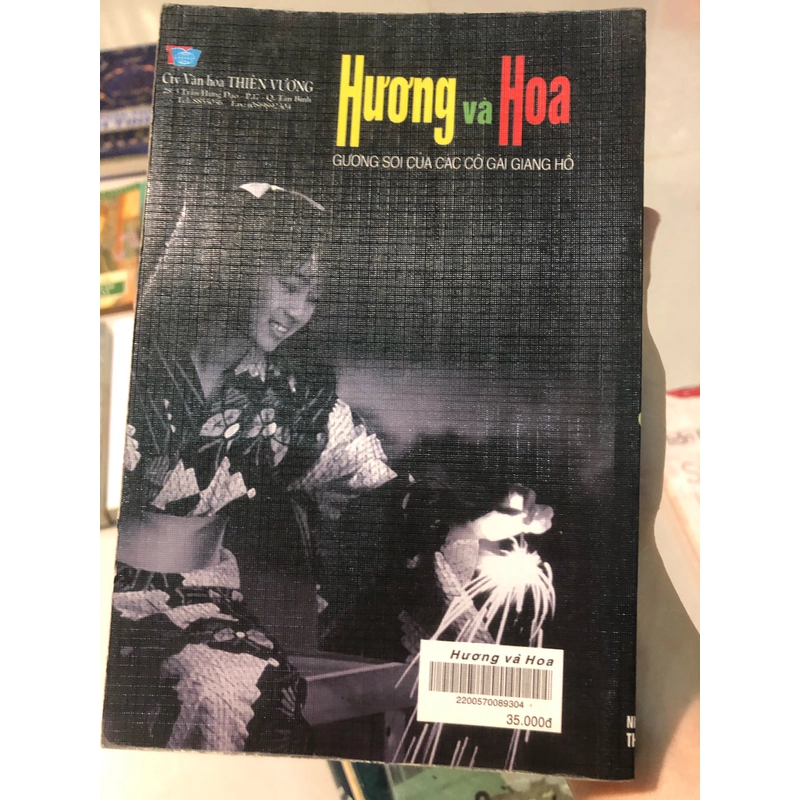 Cty Văn hóa THIÊN VƯƠNG
Hương và Hoa
GƯƠNG SOI CỦA CÁC CÔ GÁI GIANG HỒ
Hương và Hoa
2200570089304
35.000đ